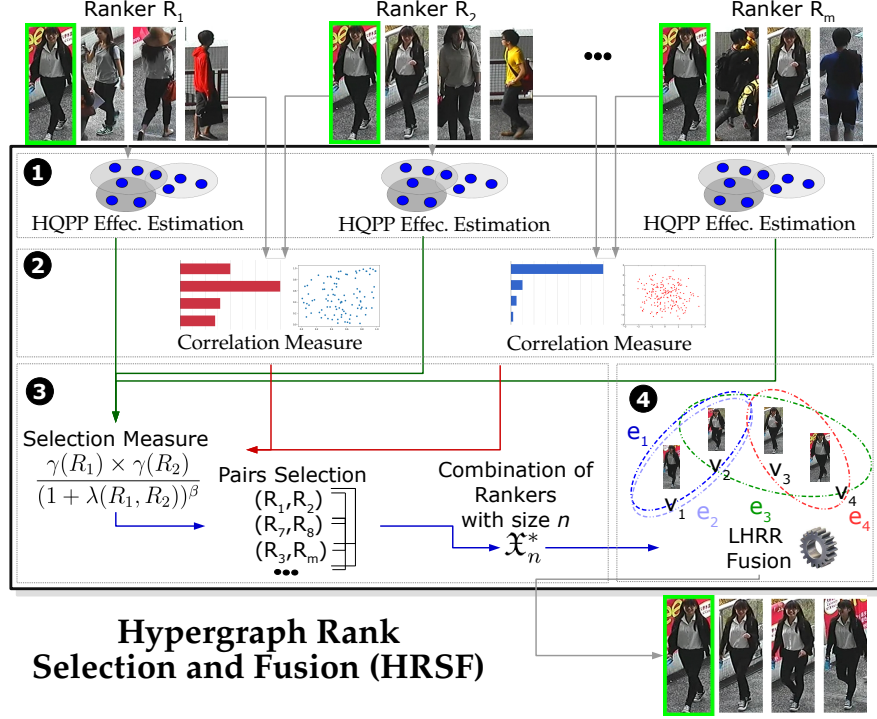 Ranker R1
Ranker R2
Ranker Rm
•••
1
HQPP Effec. Estimation
HQPP Effec. Estimation
HQPP Effec. Estimation
2
Correlation Measure
Correlation Measure
3
Selection Measure
γ(R1) × γ(R2)
(1 + λ(R1, R2))^β
Pairs Selection
(R1,R2)
(R7,R8)
(R3,Rm)
•••
Combination of
Rankers
with size n
𝔛*n
4
e1
e2
e3
e4
v1
v2
v3
v4
LHRR
Fusion
Hypergraph Rank
Selection and Fusion (HRSF)